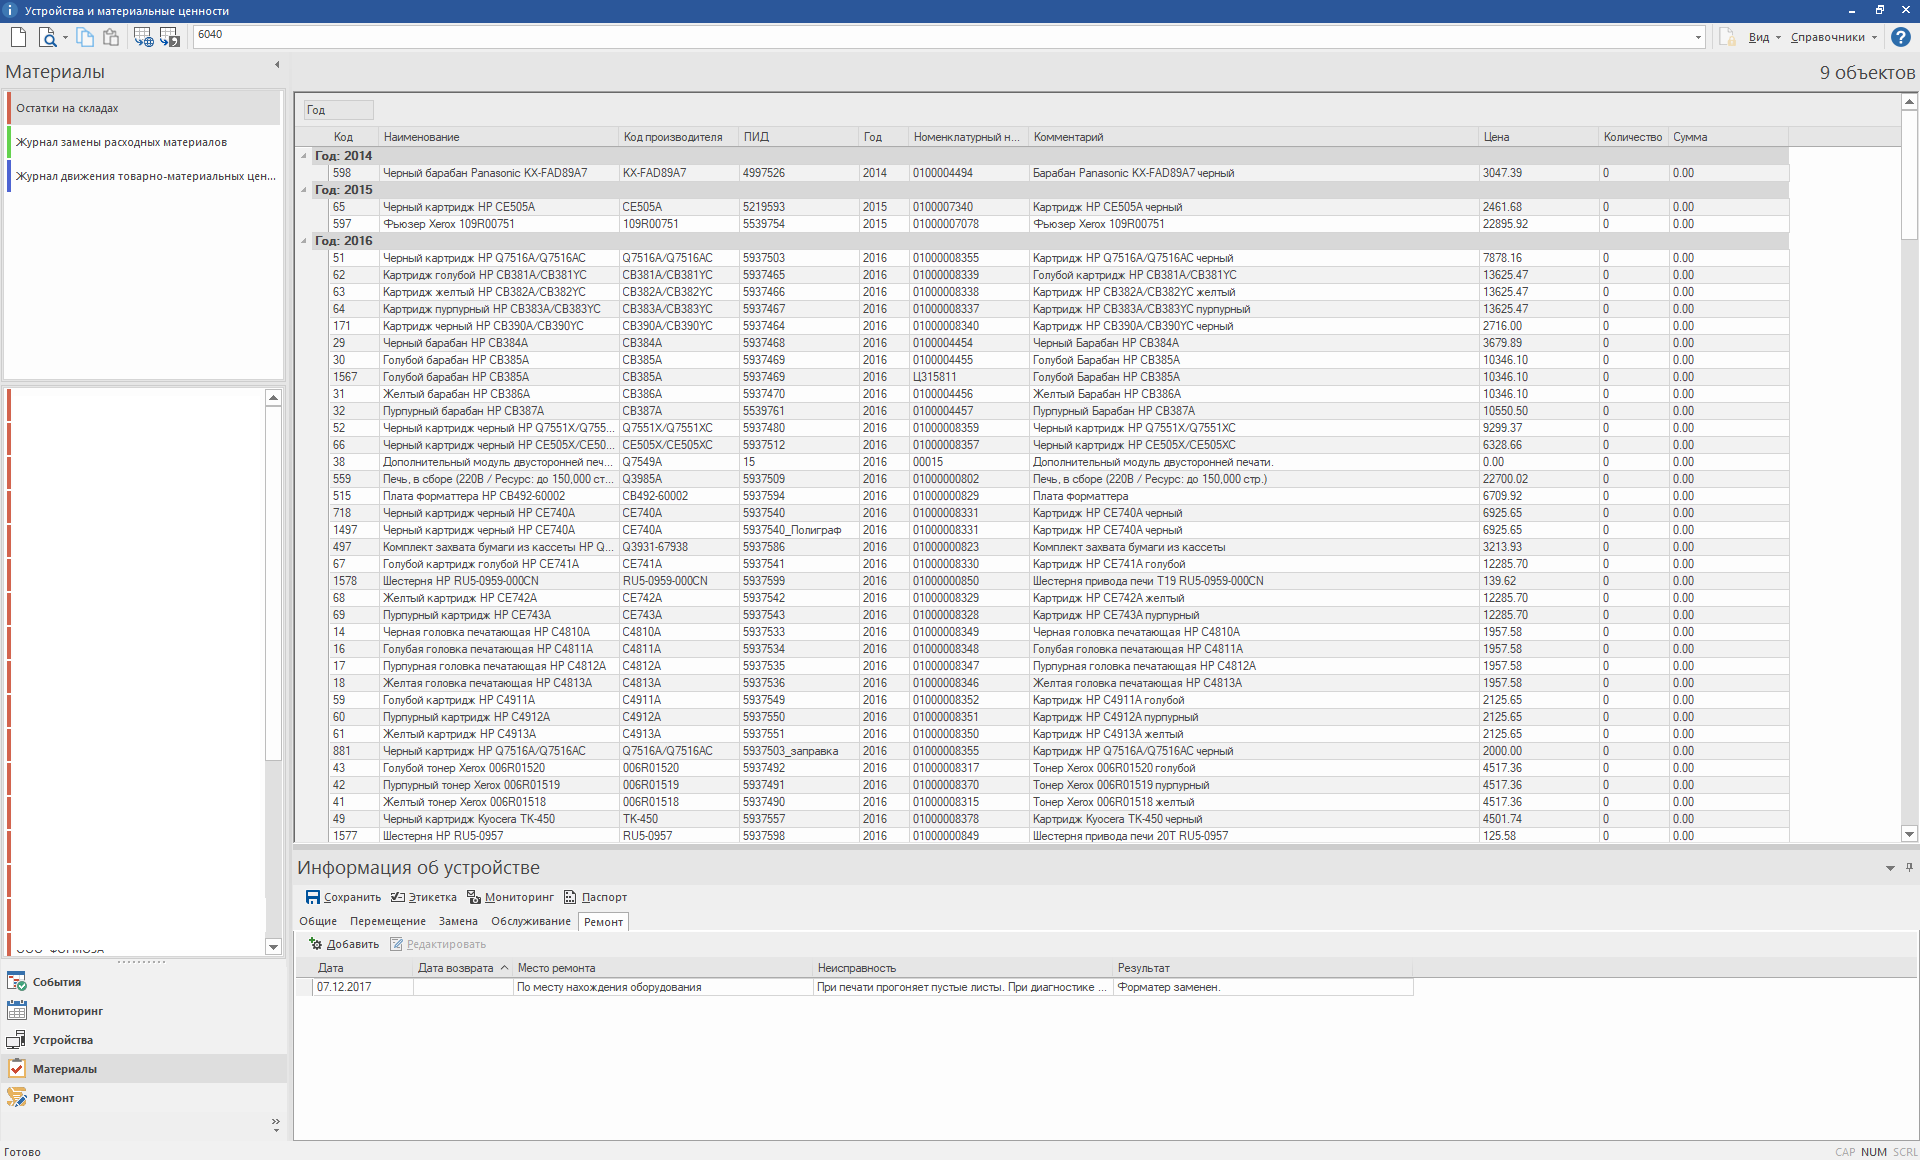 Устройства и материальные ценности
6040
Вид
Справочники
Материалы
9 объектов
Остатки на складах
Журнал замены расходных материалов
Журнал движения товарно-материальных цен...
Год
Код Наименование Код производителя ПИД Год Номенклатурный н... Комментарий Цена Количество Сумма
Год: 2014
598 Черный барабан Panasonic KX-FAD89A7 KX-FAD89A7 4997526 2014 0100004494 Барабан Panasonic KX-FAD89A7 черный 3047.39 0 0.00
Год: 2015
65 Черный картридж HP CE505A CE505A 5219593 2015 0100007340 Картридж HP CE505A черный 2461.68 0 0.00
597 Фьюзер Xerox 109R00751 109R00751 5539754 2015 01000007078 Фьюзер Xerox 109R00751 22895.92 0 0.00
Год: 2016
51 Черный картридж HP Q7516A/Q7516AC Q7516A/Q7516AC 5937503 2016 01000008355 Картридж HP Q7516A/Q7516AC черный 7878.16 0 0.00
62 Картридж голубой HP CB381A/CB381YC CB381A/CB381YC 5937465 2016 01000008339 Голубой картридж HP CB381A/CB381YC 13625.47 0 0.00
63 Картридж желтый HP CB382A/CB382YC CB382A/CB382YC 5937466 2016 01000008338 Картридж HP CB382A/CB382YC желтый 13625.47 0 0.00
64 Картридж пурпурный HP CB383A/CB383YC CB383A/CB383YC 5937467 2016 01000008337 Картридж HP CB383A/CB383YC пурпурный 13625.47 0 0.00
171 Картридж черный HP CB390A/CB390YC CB390A/CB390YC 5937464 2016 01000008340 Картридж HP CB390A/CB390YC черный 2716.00 0 0.00
29 Черный барабан HP CB384A CB384A 5937468 2016 0100004454 Черный Барабан HP CB384A 3679.89 0 0.00
30 Голубой барабан HP CB385A CB385A 5937469 2016 0100004455 Голубой Барабан HP CB385A 10346.10 0 0.00
1567 Голубой барабан HP CB385A CB385A 5937469 2016 Ц315811 Голубой Барабан HP CB385A 10346.10 0 0.00
31 Желтый барабан HP CB386A CB386A 5937470 2016 0100004456 Желтый Барабан HP CB386A 10346.10 0 0.00
32 Пурпурный барабан HP CB387A CB387A 5539761 2016 0100004457 Пурпурный Барабан HP CB387A 10550.50 0 0.00
52 Черный картридж черный HP Q7551X/Q755... Q7551X/Q7551XC 5937480 2016 01000008359 Черный картридж HP Q7551X/Q7551XC 9299.37 0 0.00
66 Черный картридж черный HP CE505X/CE50... CE505X/CE505XC 5937512 2016 01000008357 Черный картридж HP CE505X/CE505XC 6328.66 0 0.00
38 Дополнительный модуль двусторонней печ... Q7549A 15 2016 00015 Дополнительный модуль двусторонней печати. 0.00 0 0.00
559 Печь, в сборе (220В / Ресурс: до 150,000 ст... Q3985A 5937509 2016 01000000802 Печь, в сборе (220В / Ресурс: до 150,000 стр.) 22700.02 0 0.00
515 Плата форматтера HP CB492-60002 CB492-60002 5937594 2016 01000000829 Плата форматтера 6709.92 0 0.00
718 Черный картридж черный HP CE740A CE740A 5937540 2016 01000008331 Картридж HP CE740A черный 6925.65 0 0.00
1497 Черный картридж черный HP CE740A CE740A 5937540_Полиграф 2016 01000008331 Картридж HP CE740A черный 6925.65 0 0.00
497 Комплект захвата бумаги из кассеты HP Q... Q3931-67938 5937586 2016 01000000823 Комплект захвата бумаги из кассеты 3213.93 0 0.00
67 Голубой картридж голубой HP CE741A CE741A 5937541 2016 01000008330 Картридж HP CE741A голубой 12285.70 0 0.00
1578 Шестерня HP RU5-0959-000CN RU5-0959-000CN 5937599 2016 01000000850 Шестерня привода печи T19 RU5-0959-000CN 139.62 0 0.00
68 Желтый картридж HP CE742A CE742A 5937542 2016 01000008329 Картридж HP CE742A желтый 12285.70 0 0.00
69 Пурпурный картридж HP CE743A CE743A 5937543 2016 01000008328 Картридж HP CE743A пурпурный 12285.70 0 0.00
14 Черная головка печатающая HP C4810A C4810A 5937533 2016 01000008349 Черная головка печатающая HP C4810A 1957.58 0 0.00
16 Голубая головка печатающая HP C4811A C4811A 5937534 2016 01000008348 Голубая головка печатающая HP C4811A 1957.58 0 0.00
17 Пурпурная головка печатающая HP C4812A C4812A 5937535 2016 01000008347 Пурпурная головка печатающая HP C4812A 1957.58 0 0.00
18 Желтая головка печатающая HP C4813A C4813A 5937536 2016 01000008346 Желтая головка печатающая HP C4813A 1957.58 0 0.00
59 Голубой картридж HP C4911A C4911A 5937549 2016 01000008352 Картридж HP C4911A голубой 2125.65 0 0.00
60 Пурпурный картридж HP C4912A C4912A 5937550 2016 01000008351 Картридж HP C4912A пурпурный 2125.65 0 0.00
61 Желтый картридж HP C4913A C4913A 5937551 2016 01000008350 Картридж HP C4913A желтый 2125.65 0 0.00
881 Черный картридж HP Q7516A/Q7516AC Q7516A/Q7516AC 5937503_заправка 2016 01000008355 Картридж HP Q7516A/Q7516AC черный 2000.00 0 0.00
43 Голубой тонер Xerox 006R01520 006R01520 5937492 2016 01000008317 Тонер Xerox 006R01520 голубой 4517.36 0 0.00
42 Пурпурный тонер Xerox 006R01519 006R01519 5937491 2016 01000008370 Тонер Xerox 006R01519 пурпурный 4517.36 0 0.00
41 Желтый тонер Xerox 006R01518 006R01518 5937490 2016 01000008315 Тонер Xerox 006R01518 желтый 4517.36 0 0.00
49 Черный картридж Kyocera TK-450 TK-450 5937557 2016 01000008378 Картридж Kyocera TK-450 черный 4501.74 0 0.00
1577 Шестерня HP RU5-0957 RU5-0957 5937598 2016 01000000849 Шестерня привода печи 20T RU5-0957 125.58 0 0.00
События
Мониторинг
Устройства
Материалы
Ремонт
Информация об устройстве
Сохранить Этикетка Мониторинг Паспорт
Общие Перемещение Замена Обслуживание Ремонт
Добавить Редактировать
Дата Дата возврата Место ремонта Неисправность Результат
07.12.2017 По месту нахождения оборудования При печати прогоняет пустые листы. При диагностике ... Форматер заменен.
Готово
CAP NUM SCRL